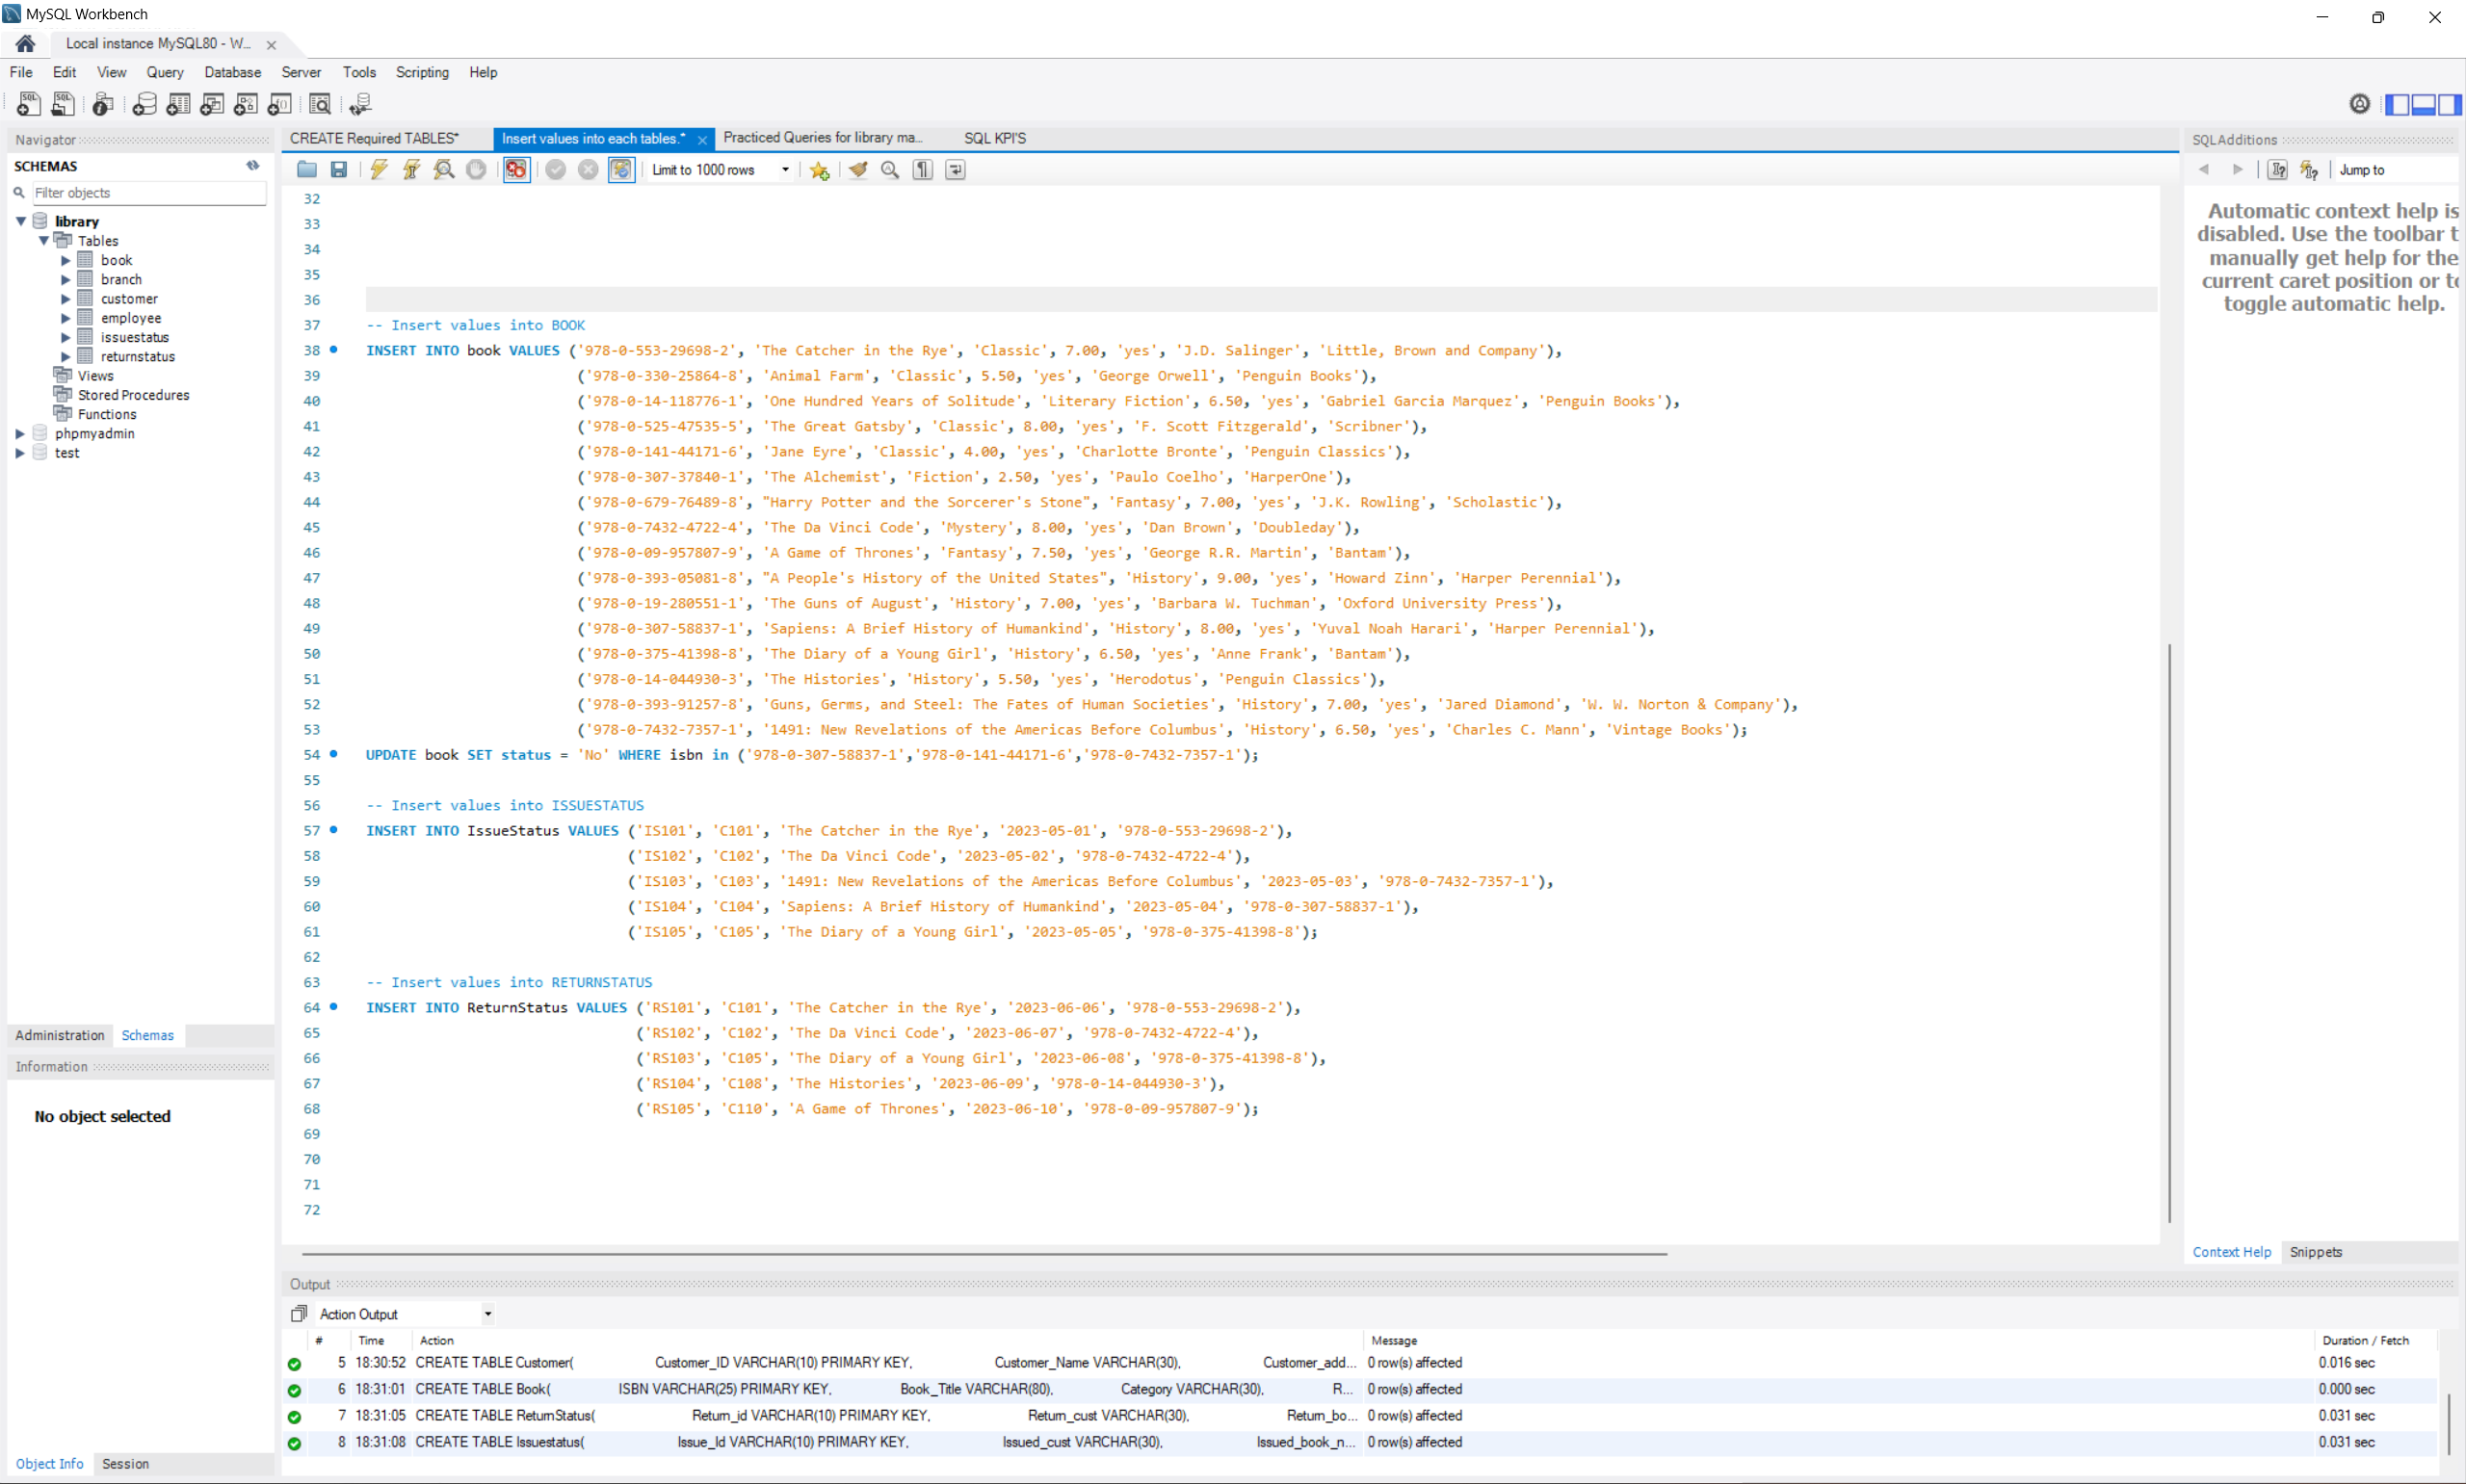 MySQL Workbench
Local instance MySQL80 - W...
File Edit View Query Database Server Tools Scripting Help
Navigator
SCHEMAS
Filter objects
library
Tables
book
branch
customer
employee
issuestatus
returnstatus
Views
Stored Procedures
Functions
phpmyadmin
test
Administration Schemas
Information
No object selected
Object Info Session
CREATE Required TABLES* Insert values into each tables.* Practiced Queries for library ma... SQL KPI'S
Limit to 1000 rows
32
33
34
35
36
37 -- Insert values into BOOK
38 INSERT INTO book VALUES ('978-0-553-29698-2', 'The Catcher in the Rye', 'Classic', 7.00, 'yes', 'J.D. Salinger', 'Little, Brown and Company'),
39 ('978-0-330-25864-8', 'Animal Farm', 'Classic', 5.50, 'yes', 'George Orwell', 'Penguin Books'),
40 ('978-0-14-118776-1', 'One Hundred Years of Solitude', 'Literary Fiction', 6.50, 'yes', 'Gabriel Garcia Marquez', 'Penguin Books'),
41 ('978-0-525-47535-5', 'The Great Gatsby', 'Classic', 8.00, 'yes', 'F. Scott Fitzgerald', 'Scribner'),
42 ('978-0-141-44171-6', 'Jane Eyre', 'Classic', 4.00, 'yes', 'Charlotte Bronte', 'Penguin Classics'),
43 ('978-0-307-37840-1', 'The Alchemist', 'Fiction', 2.50, 'yes', 'Paulo Coelho', 'HarperOne'),
44 ('978-0-679-76489-8', "Harry Potter and the Sorcerer's Stone", 'Fantasy', 7.00, 'yes', 'J.K. Rowling', 'Scholastic'),
45 ('978-0-7432-4722-4', 'The Da Vinci Code', 'Mystery', 8.00, 'yes', 'Dan Brown', 'Doubleday'),
46 ('978-0-09-957807-9', 'A Game of Thrones', 'Fantasy', 7.50, 'yes', 'George R.R. Martin', 'Bantam'),
47 ('978-0-393-05081-8', "A People's History of the United States", 'History', 9.00, 'yes', 'Howard Zinn', 'Harper Perennial'),
48 ('978-0-19-280551-1', 'The Guns of August', 'History', 7.00, 'yes', 'Barbara W. Tuchman', 'Oxford University Press'),
49 ('978-0-307-58837-1', 'Sapiens: A Brief History of Humankind', 'History', 8.00, 'yes', 'Yuval Noah Harari', 'Harper Perennial'),
50 ('978-0-375-41398-8', 'The Diary of a Young Girl', 'History', 6.50, 'yes', 'Anne Frank', 'Bantam'),
51 ('978-0-14-044930-3', 'The Histories', 'History', 5.50, 'yes', 'Herodotus', 'Penguin Classics'),
52 ('978-0-393-91257-8', 'Guns, Germs, and Steel: The Fates of Human Societies', 'History', 7.00, 'yes', 'Jared Diamond', 'W. W. Norton & Company'),
53 ('978-0-7432-7357-1', '1491: New Revelations of the Americas Before Columbus', 'History', 6.50, 'yes', 'Charles C. Mann', 'Vintage Books');
54 UPDATE book SET status = 'No' WHERE isbn in ('978-0-307-58837-1','978-0-141-44171-6','978-0-7432-7357-1');
55
56 -- Insert values into ISSUESTATUS
57 INSERT INTO IssueStatus VALUES ('IS101', 'C101', 'The Catcher in the Rye', '2023-05-01', '978-0-553-29698-2'),
58 ('IS102', 'C102', 'The Da Vinci Code', '2023-05-02', '978-0-7432-4722-4'),
59 ('IS103', 'C103', '1491: New Revelations of the Americas Before Columbus', '2023-05-03', '978-0-7432-7357-1'),
60 ('IS104', 'C104', 'Sapiens: A Brief History of Humankind', '2023-05-04', '978-0-307-58837-1'),
61 ('IS105', 'C105', 'The Diary of a Young Girl', '2023-05-05', '978-0-375-41398-8');
62
63 -- Insert values into RETURNSTATUS
64 INSERT INTO ReturnStatus VALUES ('RS101', 'C101', 'The Catcher in the Rye', '2023-06-06', '978-0-553-29698-2'),
65 ('RS102', 'C102', 'The Da Vinci Code', '2023-06-07', '978-0-7432-4722-4'),
66 ('RS103', 'C105', 'The Diary of a Young Girl', '2023-06-08', '978-0-375-41398-8'),
67 ('RS104', 'C108', 'The Histories', '2023-06-09', '978-0-14-044930-3'),
68 ('RS105', 'C110', 'A Game of Thrones', '2023-06-10', '978-0-09-957807-9');
69
70
71
72
SQLAdditions
Jump to
Automatic context help is
disabled. Use the toolbar t
manually get help for the
current caret position or to
toggle automatic help.
Context Help Snippets
Output
Action Output
# Time Action Message Duration / Fetch
5 18:30:52 CREATE TABLE Customer( Customer_ID VARCHAR(10) PRIMARY KEY, Customer_Name VARCHAR(30), Customer_add... 0 row(s) affected 0.016 sec
6 18:31:01 CREATE TABLE Book( ISBN VARCHAR(25) PRIMARY KEY, Book_Title VARCHAR(80), Category VARCHAR(30), R... 0 row(s) affected 0.000 sec
7 18:31:05 CREATE TABLE ReturnStatus( Return_id VARCHAR(10) PRIMARY KEY, Return_cust VARCHAR(30), Return_bo... 0 row(s) affected 0.031 sec
8 18:31:08 CREATE TABLE Issuestatus( Issue_Id VARCHAR(10) PRIMARY KEY, Issued_cust VARCHAR(30), Issued_book_n... 0 row(s) affected 0.031 sec